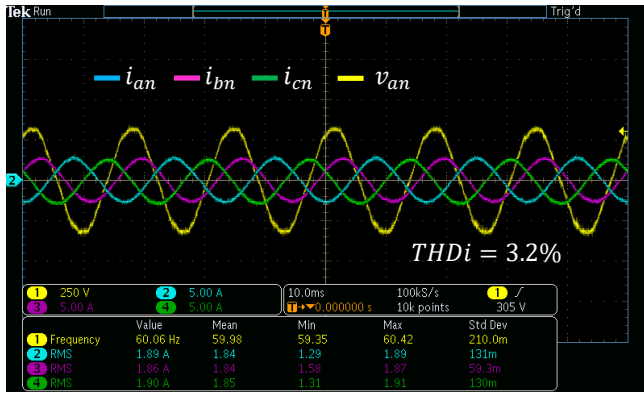 Tek Run Trig'd
T
T
i_an i_bn i_cn v_an
2
THDi = 3.2%
1 250 V 2 5.00 A 10.0ms 100kS/s 1 ∫
3 5.00 A 4 5.00 A T→▼0.000000 s 10k points 305 V
Value Mean Min Max Std Dev
1 Frequency 60.06 Hz 59.98 59.35 60.42 210.0m
2 RMS 1.89 A 1.84 1.29 1.89 131m
3 RMS 1.86 A 1.84 1.58 1.87 59.3m
4 RMS 1.90 A 1.85 1.31 1.91 130m